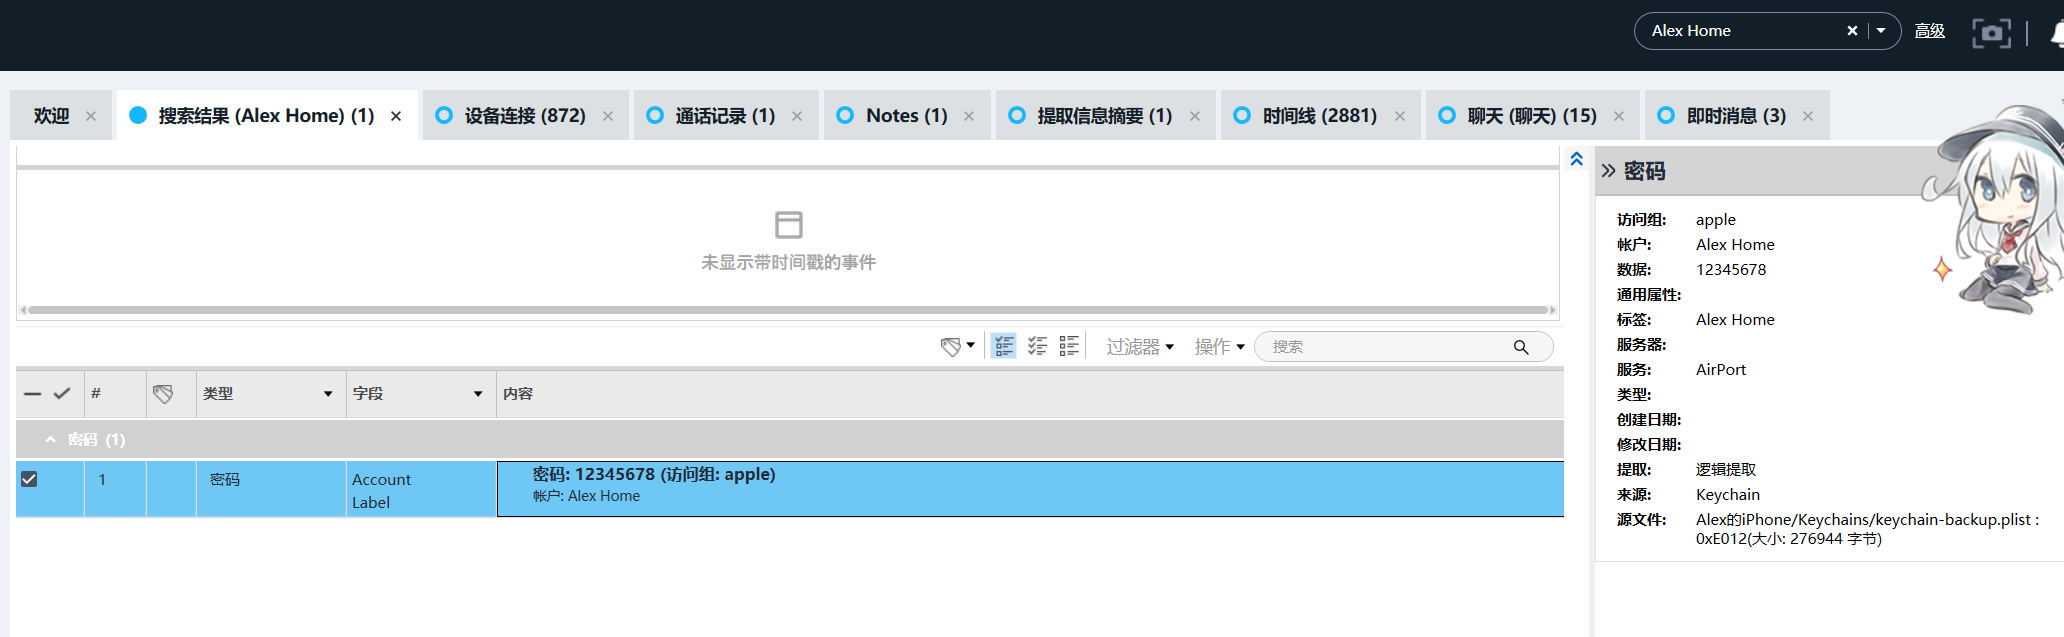 Alex Home
高级
欢迎
搜索结果 (Alex Home) (1)
设备连接 (872)
通话记录 (1)
Notes (1)
提取信息摘要 (1)
时间线 (2881)
聊天 (聊天) (15)
即时消息 (3)
未显示带时间戳的事件
过滤器
操作
搜索
#
类型
字段
内容
密码 (1)
1
密码
Account
Label
密码: 12345678 (访问组: apple)
帐户: Alex Home
密码
访问组: apple
帐户: Alex Home
数据: 12345678
通用属性:
标签: Alex Home
服务器:
服务: AirPort
类型:
创建日期:
修改日期:
提取: 逻辑提取
来源: Keychain
源文件: Alex的iPhone/Keychains/keychain-backup.plist :
0xE012(大小: 276944 字节)